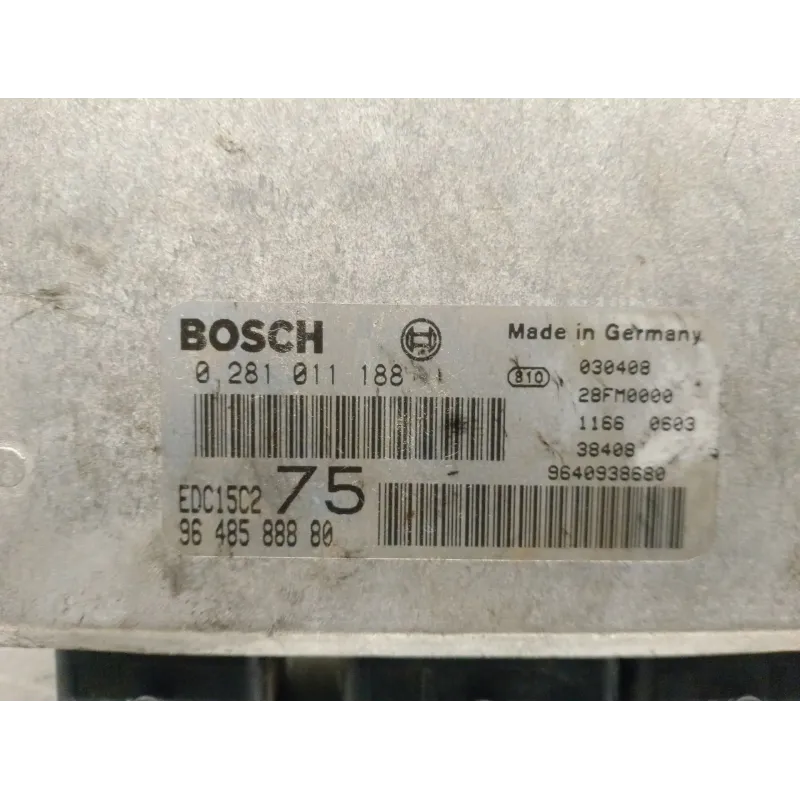 BOSCH
Made in Germany
0 281 011 188
810
030408
28FM0000
1166 0603
38408
9640938680
EDC15C2 75
96 485 888 80